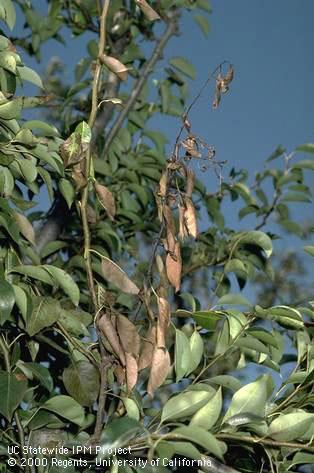 UC Statewide IPM Project
© 2000 Regents, University of California